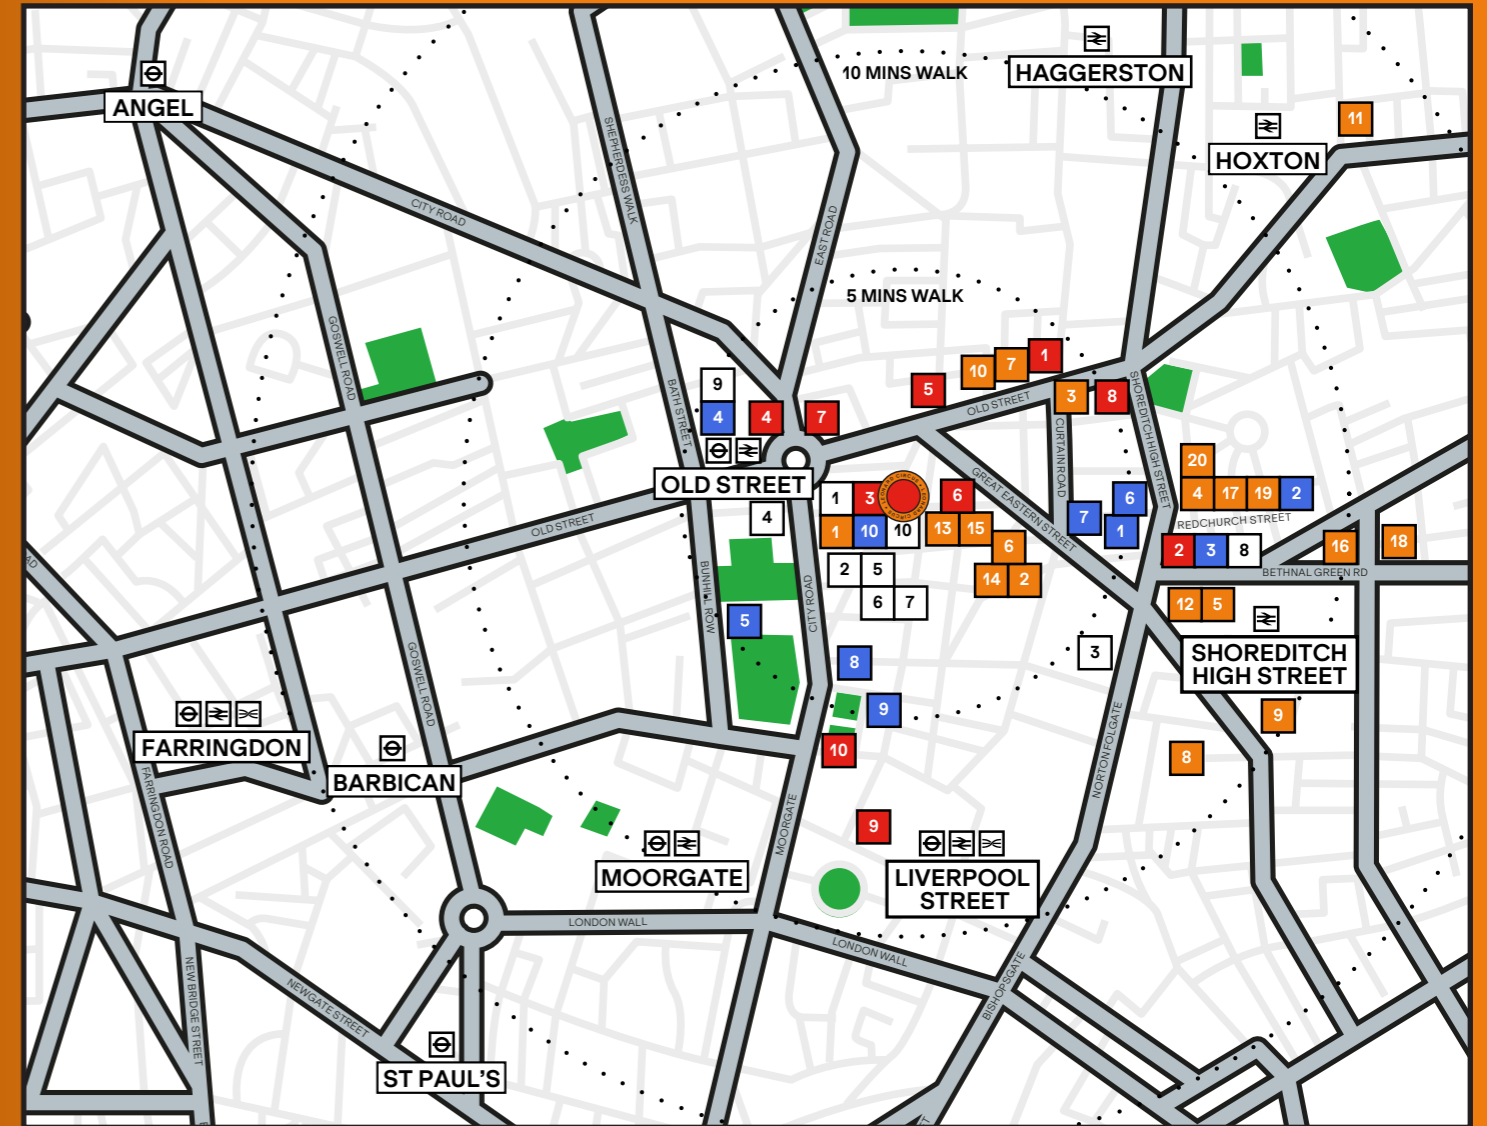 10 MINS WALK
HAGGERSTON
ANGEL
11
HOXTON
SHEPHERDESS WALK
CITY ROAD
EAST ROAD
5 MINS WALK
GOSWELL ROAD
1
7
10
9
5
3
8
4
4
7
OLD STREET
BATH STREET
CURTAIN ROAD
SHOREDITCH HIGH STREET
20
OLD STREET
GREAT EASTERN STREET
4
17
19
2
1
3
6
6
7
1
REDCHURCH STREET
4
OLD STREET
1
10
10
13
15
6
2
3
8
16
18
BETHNAL GREEN RD
2
5
14
2
6
7
12
5
BUNHILL ROW
CITY ROAD
5
3
SHOREDITCH
HIGH STREET
8
9
GOSWELL ROAD
9
FARRINGDON
BARBICAN
10
8
NORTON FOLGATE
FARRINGDON ROAD
MOORGATE
9
MOORGATE
LIVERPOOL
STREET
LONDON WALL
LONDON WALL
NEW BRIDGE STREET
NEWGATE STREET
BISHOPSGATE
ST PAUL'S